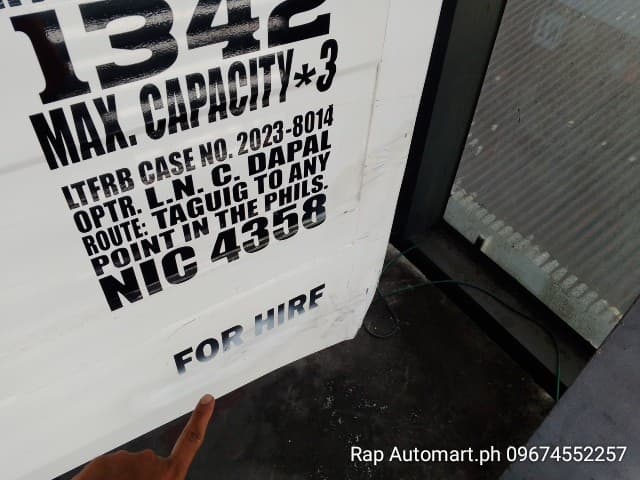 1342
MAX. CAPACITY*3
LTFRB CASE NO. 2023-8014
OPTR. L.N. C. DAPAL
ROUTE: TAGUIG TO ANY
POINT IN THE PHILS.
NIC 4358
FOR HIRE
Rap Automart.ph 09674552257